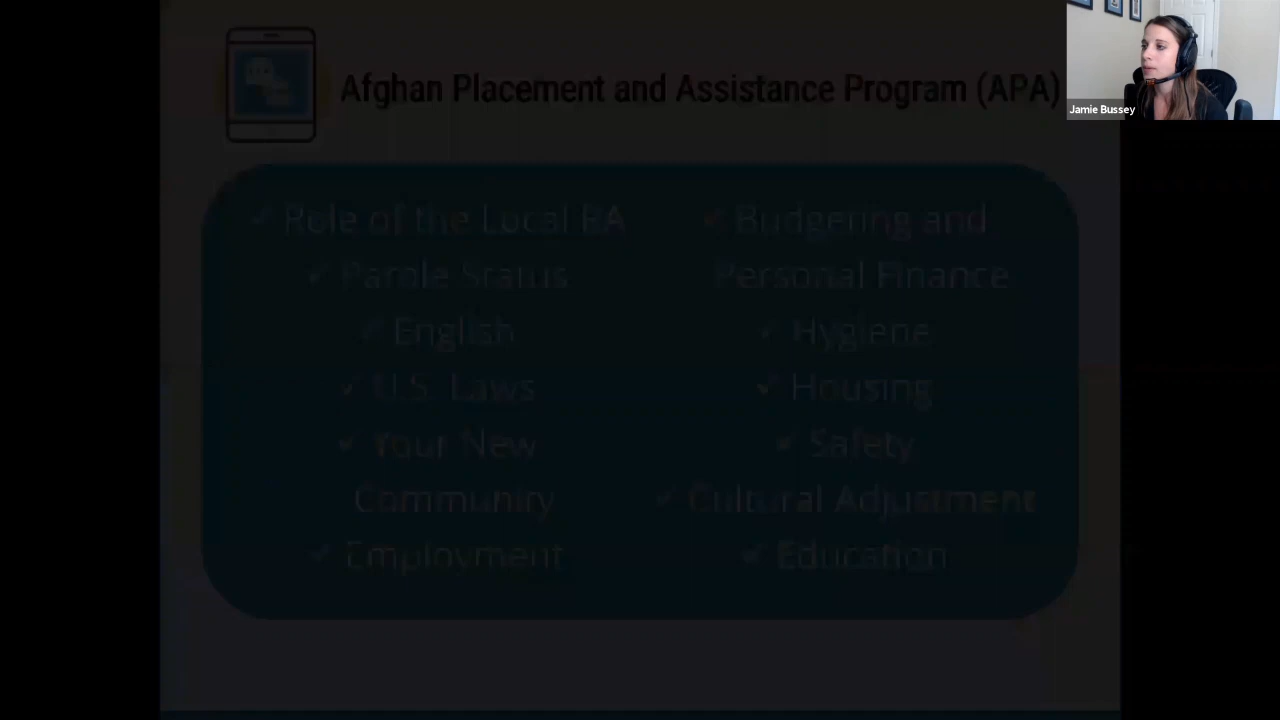 Afghan Placement and Assistance Program (APA)
Jamie Bussey
✓ Role of the Local RA
✓ Parole Status
✓ English
✓ U.S. Laws
✓ Your New
Community
✓ Employment
✓ Budgeting and
Personal Finance
✓ Hygiene
✓ Housing
✓ Safety
✓ Cultural Adjustment
✓ Education